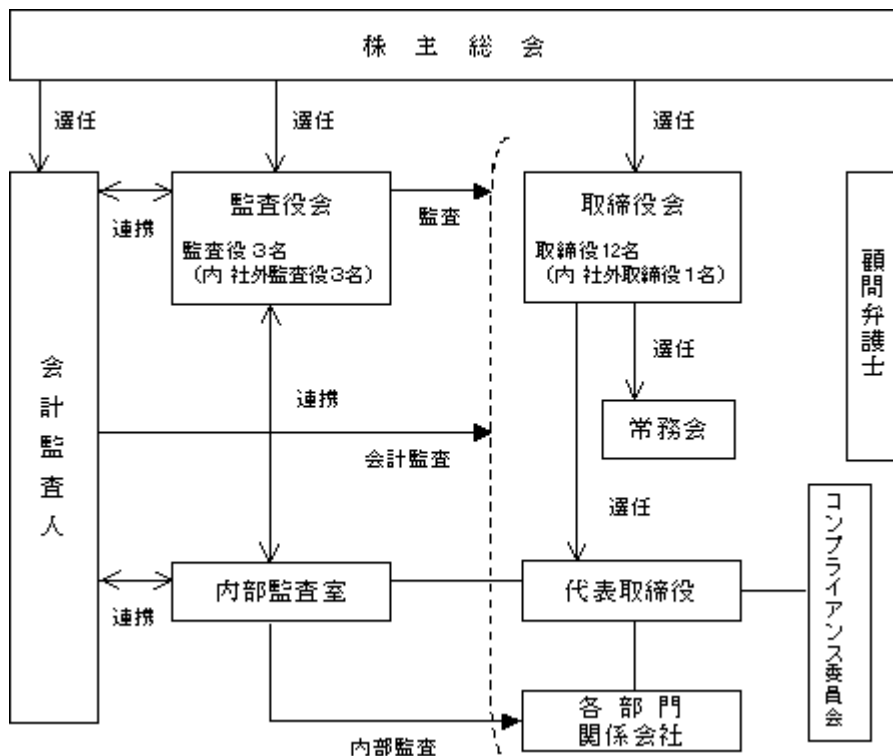 株主総会
選任
選任
選任
監査役会
監査役３名
（内 社外監査役３名）
連携
監査
取締役会
取締役12名
（内 社外取締役１名）
顧問弁護士
選任
常務会
会計監査人
連携
会計監査
選任
コンプライアンス委員会
内部監査室
連携
代表取締役
各部門
関係会社
内部監査